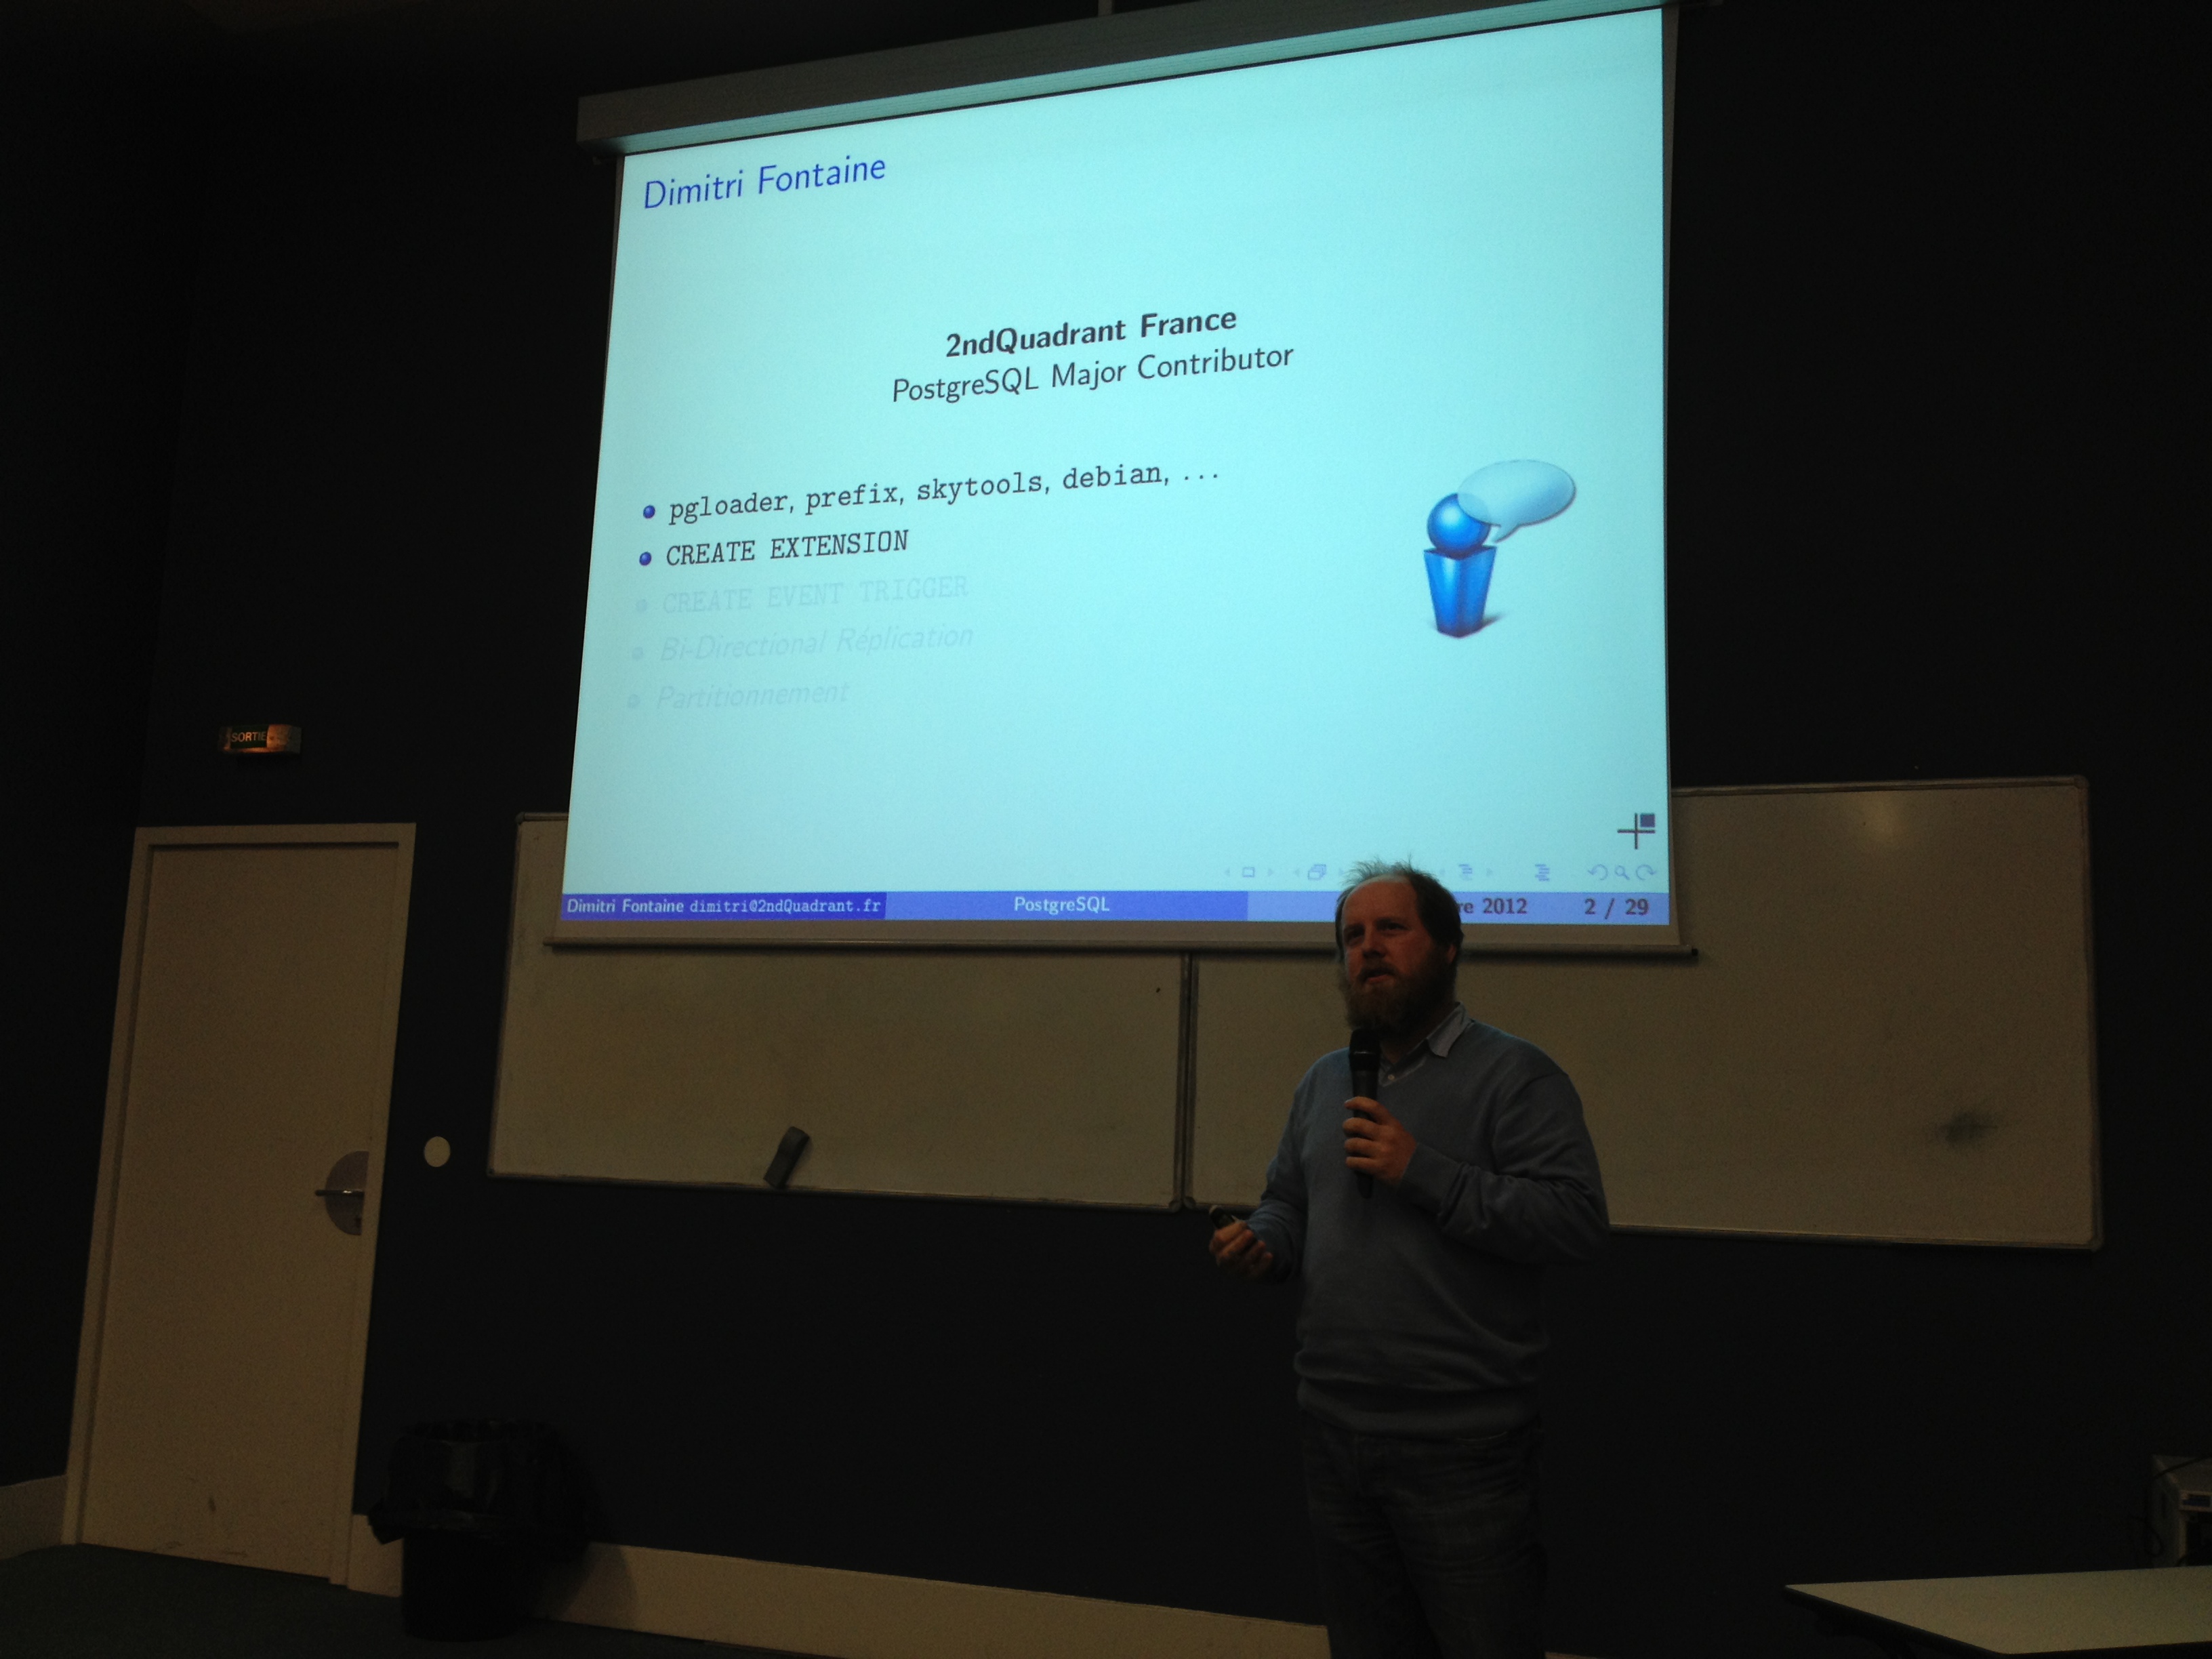 Dimitri Fontaine
2ndQuadrant France
PostgreSQL Major Contributor
pgloader, prefix, skytools, debian, ...
CREATE EXTENSION
CREATE EVENT TRIGGER
Bi-Directional Réplication
Partitionnement
SORTIE
Dimitri Fontaine dimitri@2ndQuadrant.fr PostgreSQL re 2012 2 / 29